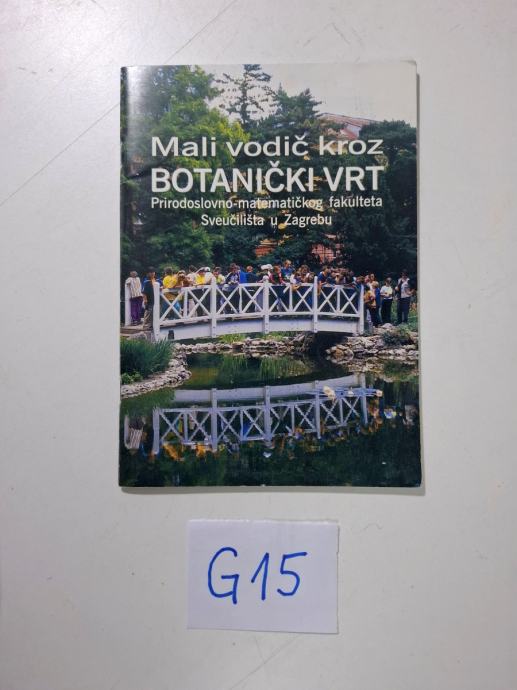 Mali vodič kroz
BOTANIČKI VRT
Prirodoslovno-matematičkog fakulteta
Sveučilišta u Zagrebu
G15